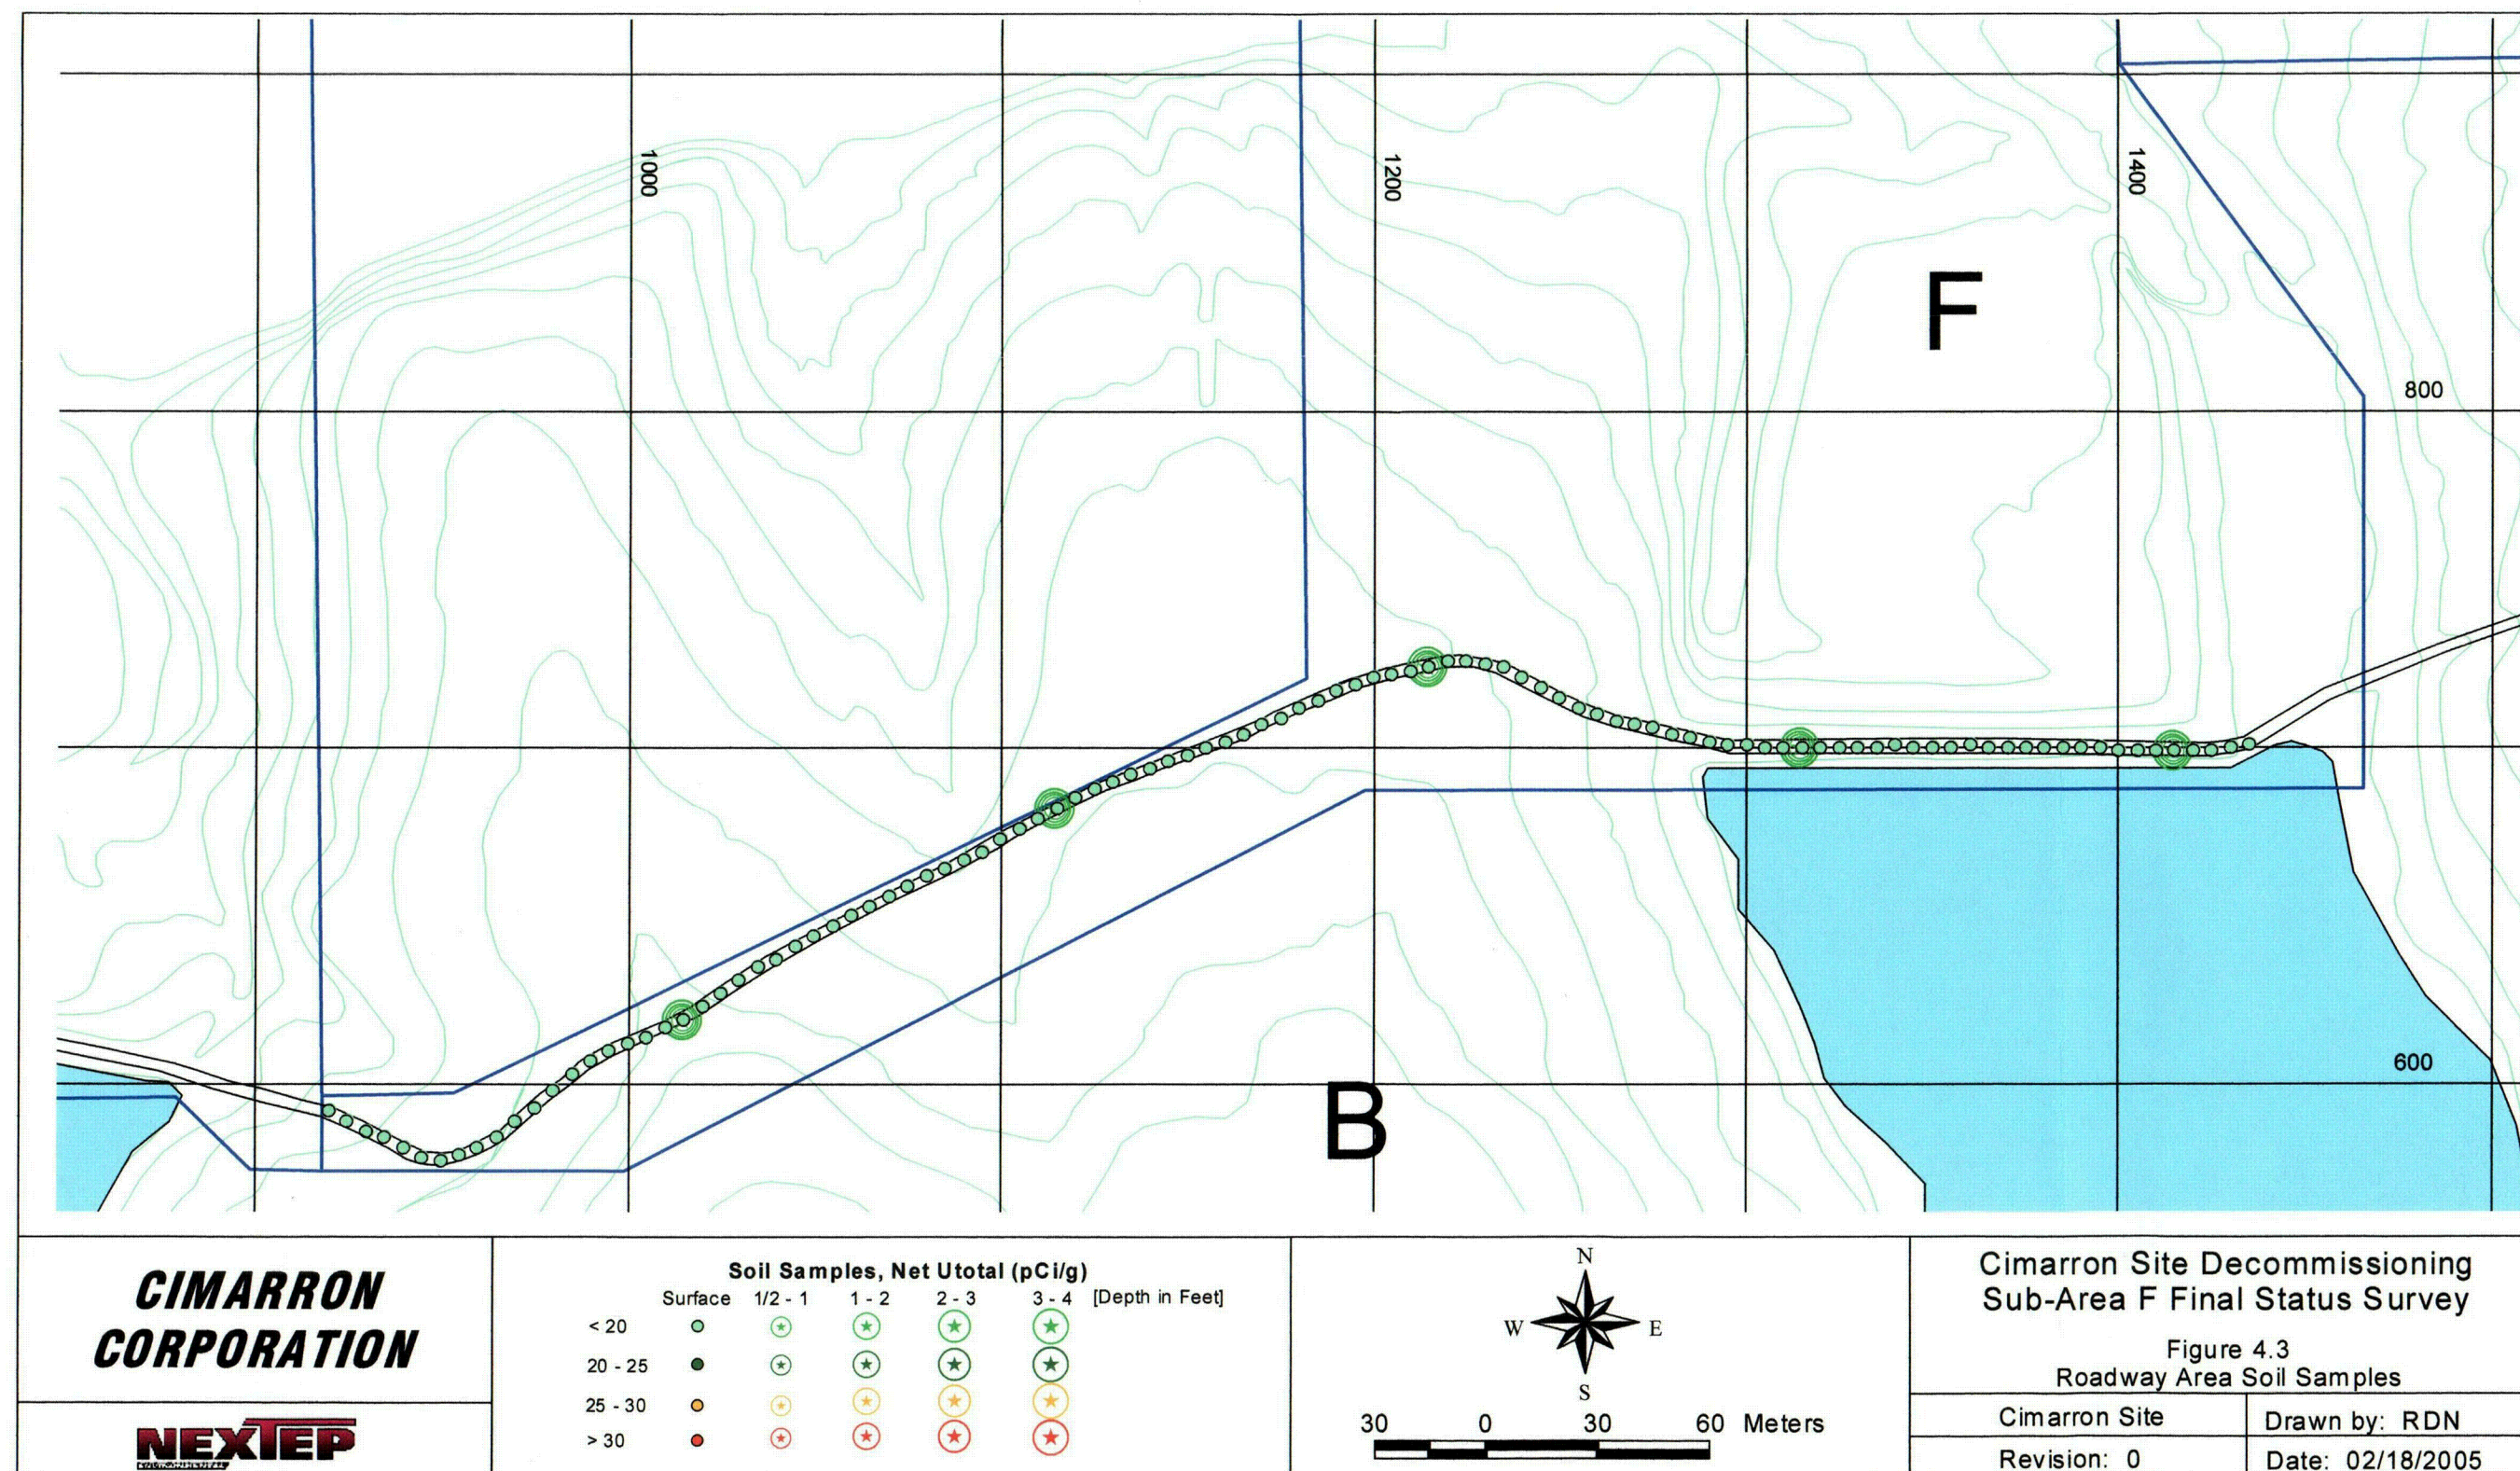 1000
1200
1400
F
800
600
B
CIMARRON
CORPORATION
NEXTEP
Soil Samples, Net Utotal (pCi/g)
Surface 1/2 - 1 1 - 2 2 - 3 3 - 4 [Depth in Feet]
< 20
20 - 25
25 - 30
> 30
N
W E
S
30 0 30 60 Meters
Cimarron Site Decommissioning
Sub-Area F Final Status Survey
Figure 4.3
Roadway Area Soil Samples
Cimarron Site
Drawn by: RDN
Revision: 0
Date: 02/18/2005